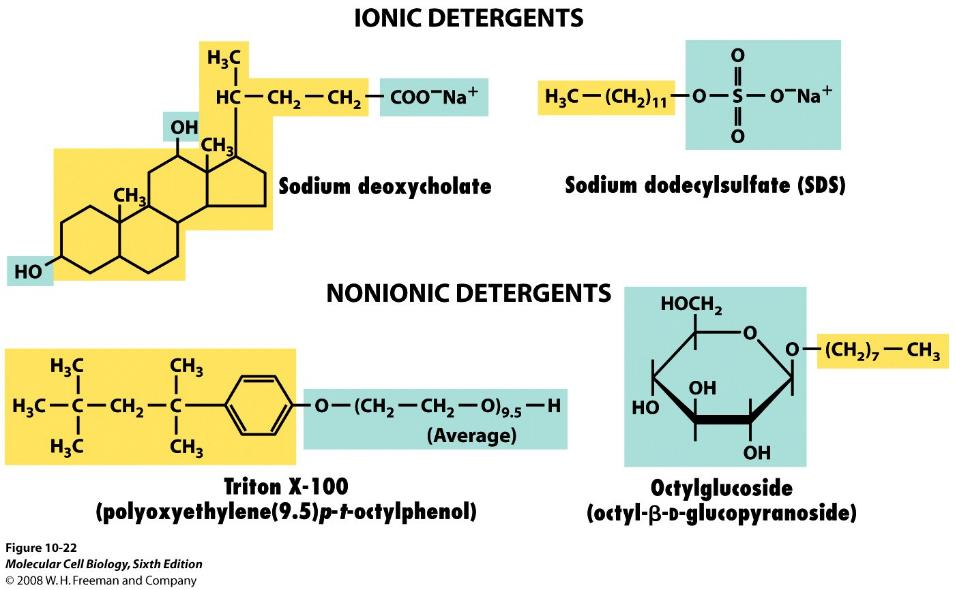 IONIC DETERGENTS
H₃C
HC — CH₂ — CH₂ — COO⁻Na⁺
OH
CH₃
CH₃
HO
Sodium deoxycholate
O
H₃C — (CH₂)₁₁ — O — S — O⁻Na⁺
O
Sodium dodecylsulfate (SDS)
NONIONIC DETERGENTS
H₃C CH₃
H₃C — C — CH₂ — C — O — (CH₂ — CH₂ — O)₉.₅ — H
(Average)
H₃C CH₃
Triton X-100
(polyoxyethylene(9.5)p-t-octylphenol)
HOCH₂
O
O — (CH₂)₇ — CH₃
OH
HO
OH
Octylglucoside
(octyl-β-D-glucopyranoside)
Figure 10-22
Molecular Cell Biology, Sixth Edition
© 2008 W. H. Freeman and Company